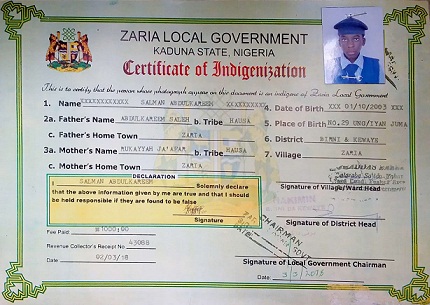 ZARIA LOCAL GOVERNMENT
KADUNA STATE, NIGERIA
Certificate of Indigenization
This is to certify that the person whose photograph appears on this document is an indigene of Zaria Local Government
1. Name XXXXXXXXXXX SALMAN ABDULKAREEM XXXXXXXXXX
2a. Father's Name ABDULKAREEM SALEH b. Tribe HAUSA
c. Father's Home Town ZARIA
3a. Mother's Name RUKAYYAH JA'AFAR b. Tribe HAUSA
c. Mother's Home Town ZARIA
4. Date of Birth XXX 01/10/2003 XXX
5. Place of Birth NO.29 UNG/IYAN JUMA
6. District BIRNI & KEWAYE
7. Village ZARIA
DECLARATION
I SALMAN ABDULKAREEM Solemnly declare
that the above information given by me are true and that I should
be held responsible if they are found to be false
Signature
Signature of Village/Ward Head
Signature of District Head
Fee Paid:
Revenue Collector's Receipt No 43088
Date: 02/03/18
CHAIRMAN
Signature of Local Government Chairman
Date: